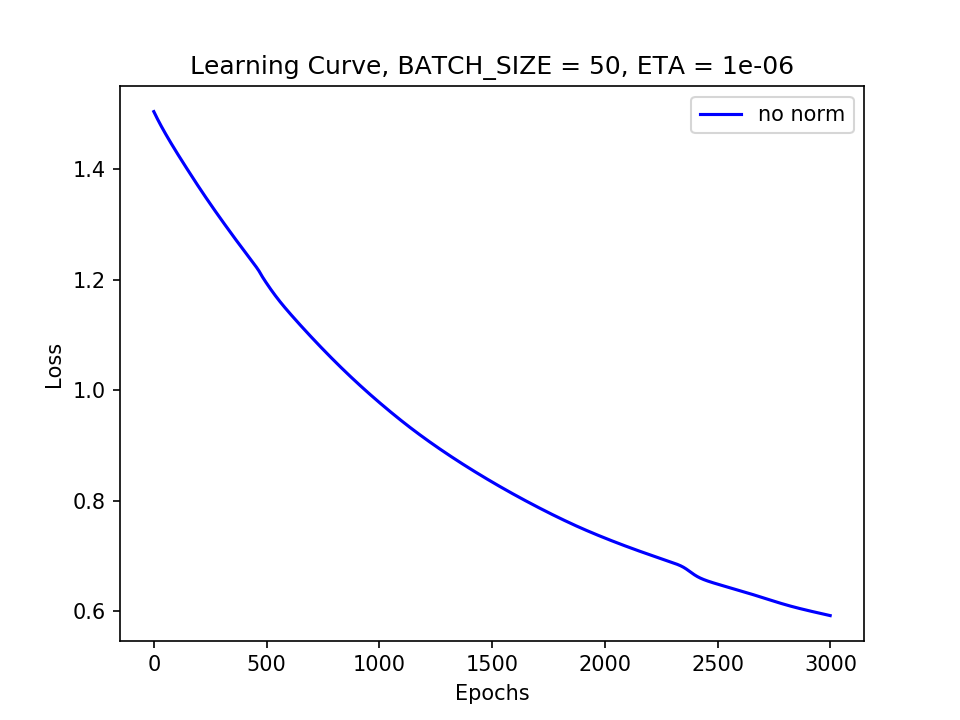 Learning Curve, BATCH_SIZE = 50, ETA = 1e-06
no norm
1.4
1.2
1.0
0.8
0.6
Loss
0 500 1000 1500 2000 2500 3000
Epochs